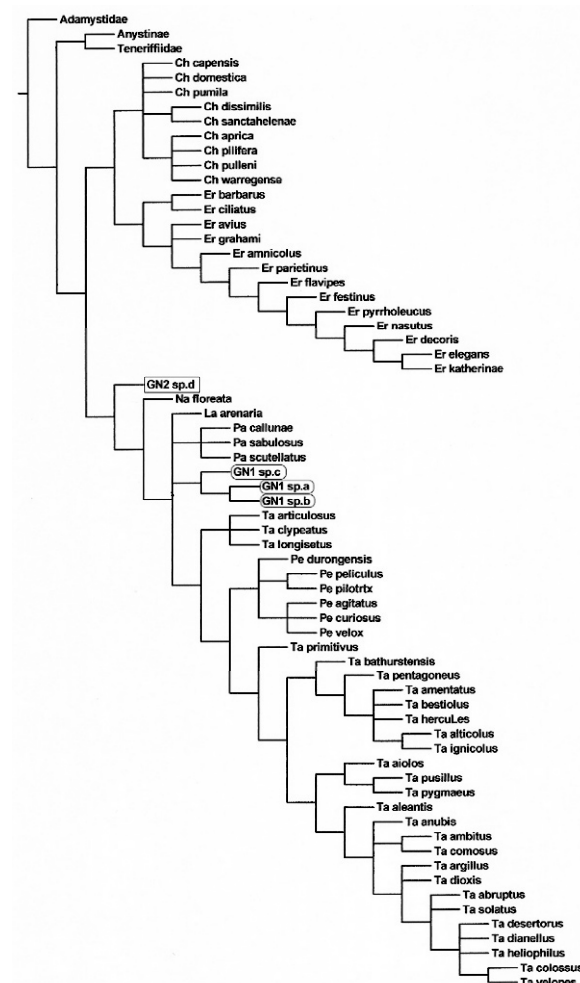 Adamystidae
Anystinae
Teneriffiidae
Ch capensis
Ch domestica
Ch pumila
Ch dissimilis
Ch sanctahelenae
Ch aprica
Ch pilifera
Ch pulleni
Ch warregense
Er barbarus
Er ciliatus
Er avius
Er grahami
Er amnicolus
Er parietinus
Er flavipes
Er festinus
Er pyrrholeucus
Er nasutus
Er decoris
Er elegans
Er katherinae
GN2 sp.d
Na floreata
La arenaria
Pa callunae
Pa sabulosus
Pa scutellatus
GN1 sp.c
GN1 sp.a
GN1 sp.b
Ta articulosus
Ta clypeatus
Ta longisetus
Pe durongensis
Pe peliculus
Pe pilotrtx
Pe agitatus
Pe curiosus
Pe velox
Ta primitivus
Ta bathurstensis
Ta pentagoneus
Ta amentatus
Ta bestiolus
Ta hercuLes
Ta alticolus
Ta ignicolus
Ta aiolos
Ta pusillus
Ta pygmaeus
Ta aleantis
Ta anubis
Ta ambitus
Ta comosus
Ta argillus
Ta dioxis
Ta abruptus
Ta solatus
Ta desertorus
Ta dianellus
Ta heliophilus
Ta colossus
Ta